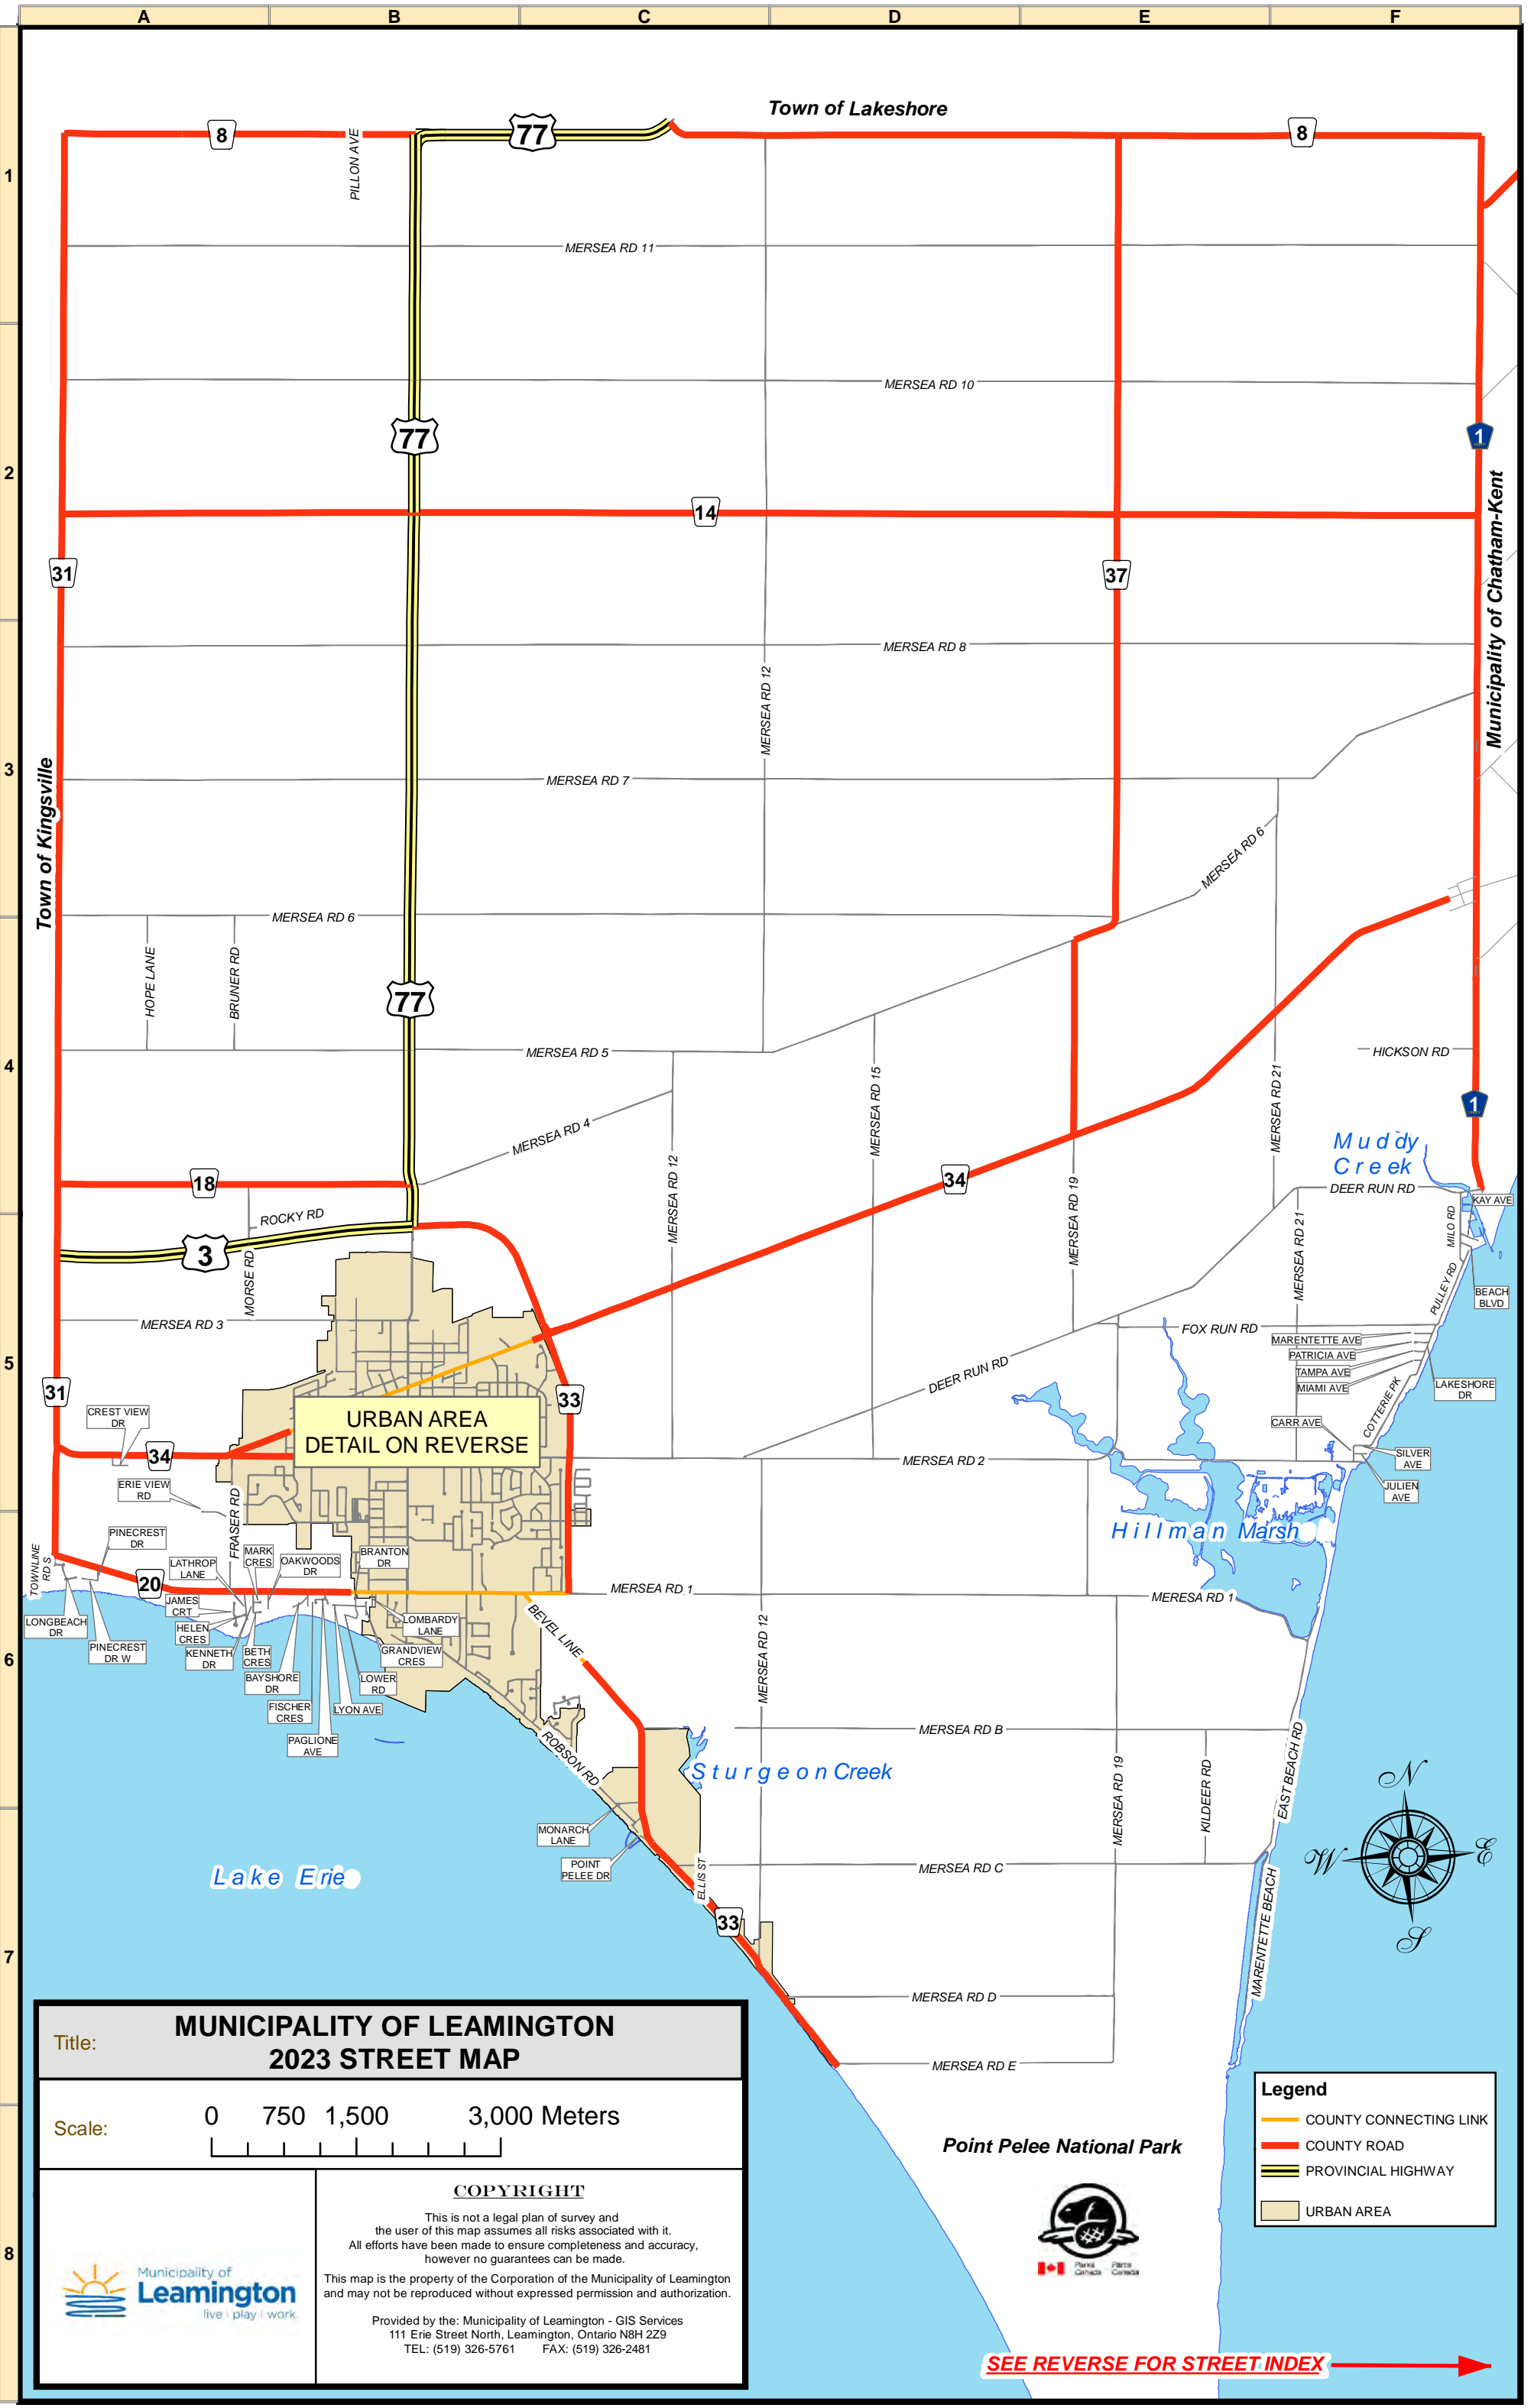 A B C D E F
Town of Lakeshore
8
77
8
PILLON AVE
1
MERSEA RD 11
MERSEA RD 10
77
1
2
Municipality of Chatham-Kent
14
31
37
MERSEA RD 8
MERSEA RD 12
3
Town of Kingsville
MERSEA RD 7
MERSEA RD 6
MERSEA RD 6
HOPE LANE
BRUNER RD
77
MERSEA RD 5
HICKSON RD
4
MERSEA RD 15
MERSEA RD 21
1
MERSEA RD 4
Muddy
Creek
MERSEA RD 12
18
34
MERSEA RD 19
DEER RUN RD
KAY AVE
ROCKY RD
MILO RD
3
MORSE RD
MERSEA RD 21
PULLEY RD
BEACH
BLVD
MERSEA RD 3
FOX RUN RD
MARENTETTE AVE
PATRICIA AVE
TAMPA AVE
MIAMI AVE
LAKESHORE
DR
5
DEER RUN RD
31
33
COTTERIE PK
CREST VIEW
DR
URBAN AREA
DETAIL ON REVERSE
CARR AVE
34
MERSEA RD 2
SILVER
AVE
JULIEN
AVE
ERIE VIEW
RD
FRASER RD
Hillman Marsh
PINECREST
DR
TOWNLINE
RD S
LATHROP
LANE
MARK
CRES
OAKWOODS
DR
BRANTON
DR
20
MERSEA RD 1
MERESA RD 1
JAMES
CRT
LONGBEACH
DR
HELEN
CRES
LOMBARDY
LANE
BEVEL LINE
PINECREST
DR W
KENNETH
DR
BETH
CRES
GRANDVIEW
CRES
MERSEA RD 12
6
BAYSHORE
DR
LOWER
RD
FISCHER
CRES
LYON AVE
PAGLIONE
AVE
MERSEA RD B
ROBSON RD
Sturgeon Creek
MERSEA RD 19
KILDEER RD
EAST BEACH RD
N
MONARCH
LANE
POINT
PELEE DR
W
E
ELLIS ST
MERSEA RD C
Lake Erie
33
S
MARENTETTE BEACH
7
MERSEA RD D
MERSEA RD E
Title:
MUNICIPALITY OF LEAMINGTON
2023 STREET MAP
Scale:
0 750 1,500 3,000 Meters
Legend
COUNTY CONNECTING LINK
COUNTY ROAD
PROVINCIAL HIGHWAY
URBAN AREA
Point Pelee National Park
Parks
Canada
Parcs
Canada
8
COPYRIGHT
This is not a legal plan of survey and
the user of this map assumes all risks associated with it.
All efforts have been made to ensure completeness and accuracy,
however no guarantees can be made.
This map is the property of the Corporation of the Municipality of Leamington
and may not be reproduced without expressed permission and authorization.
Provided by the: Municipality of Leamington - GIS Services
111 Erie Street North, Leamington, Ontario N8H 2Z9
TEL: (519) 326-5761 FAX: (519) 326-2481
Municipality of
Leamington
live | play | work
SEE REVERSE FOR STREET INDEX